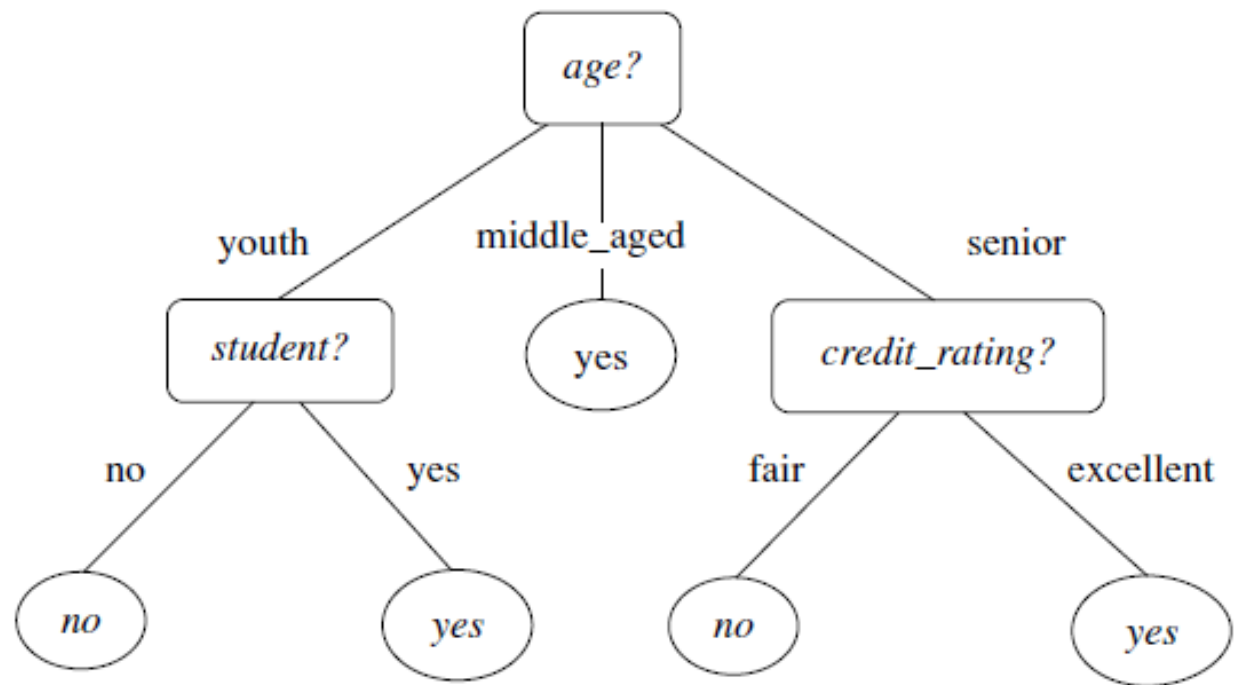 age?
youth
middle_aged
senior
student?
yes
credit_rating?
no
yes
fair
excellent
no
yes
no
yes